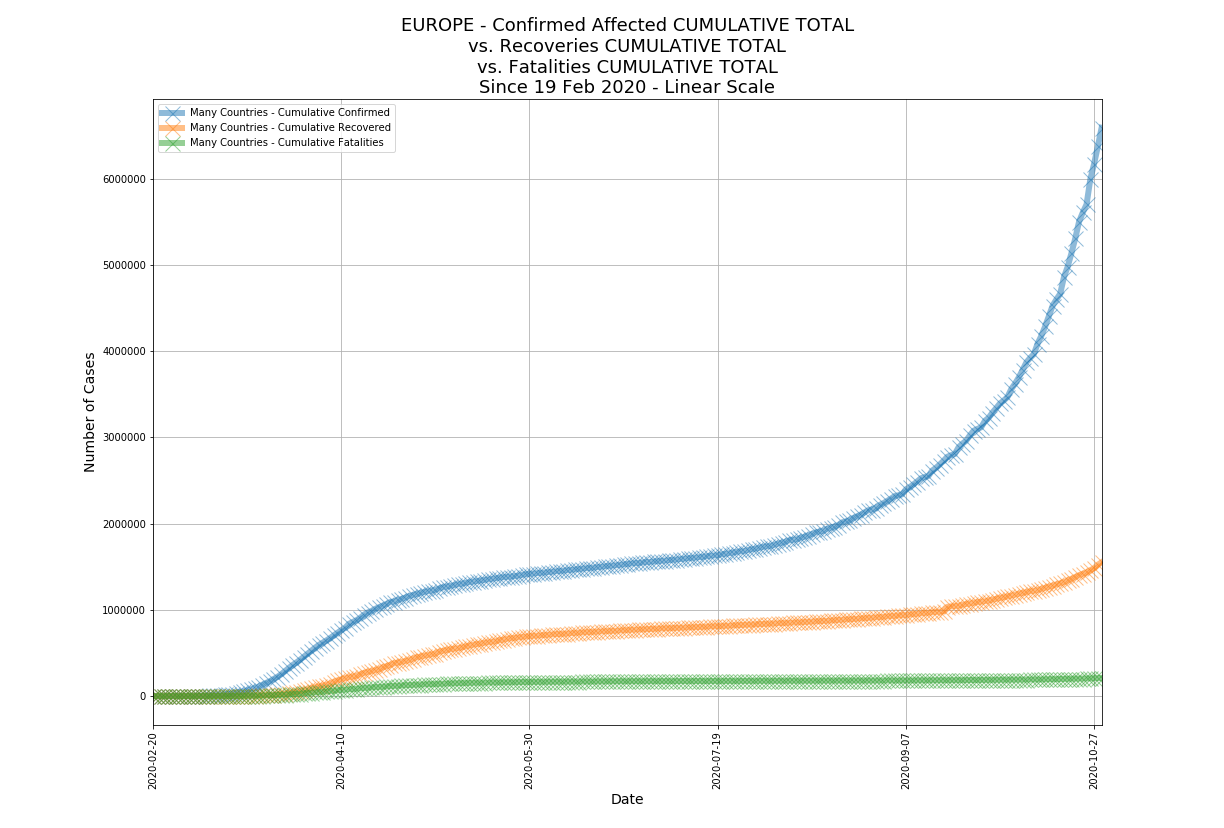 EUROPE - Confirmed Affected CUMULATIVE TOTAL
vs. Recoveries CUMULATIVE TOTAL
vs. Fatalities CUMULATIVE TOTAL
Since 19 Feb 2020 - Linear Scale
Many Countries - Cumulative Confirmed
Many Countries - Cumulative Recovered
Many Countries - Cumulative Fatalities
Number of Cases
6000000
5000000
4000000
3000000
2000000
1000000
0
2020-02-20
2020-04-10
2020-05-30
2020-07-19
2020-09-07
2020-10-27
Date